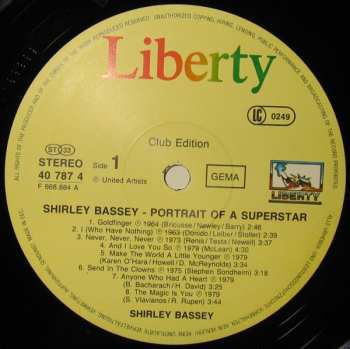 Liberty
Club Edition
ST 33
LC 0249
STEREO
40 787 4
F 668.884 A
Side 1
℗ United Artists
GEMA
LIBERTY
SHIRLEY BASSEY - PORTRAIT OF A SUPERSTAR
1. Goldfinger ℗ 1964 (Bricusse/Newley/Barry) 2:46
2. I (Who Have Nothing) ℗ 1963 (Donido/Leiber/Stoller) 2:39
3. Never, Never, Never ℗ 1973 (Renis/Testa/Newell) 3:38
4. And I Love You So ℗ 1979 (McLean) 4:30
5. Make The World A Little Younger ℗ 1979
(Karen O'Hara/Howell/D. McReynolds) 3:30
6. Send In The Clowns ℗ 1975 (Stephen Sondheim) 3:34
7. Anyone Who Had A Heart ℗ 1979
(B. Bacharach/H. David) 3:22
8. The Magic Is You ℗ 1979
(S. Vlavianos/R. Rupen) 3:44
SHIRLEY BASSEY